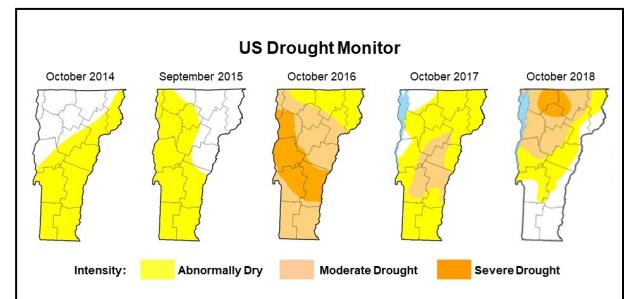 US Drought Monitor
October 2014 September 2015 October 2016 October 2017 October 2018
Intensity: Abnormally Dry Moderate Drought Severe Drought